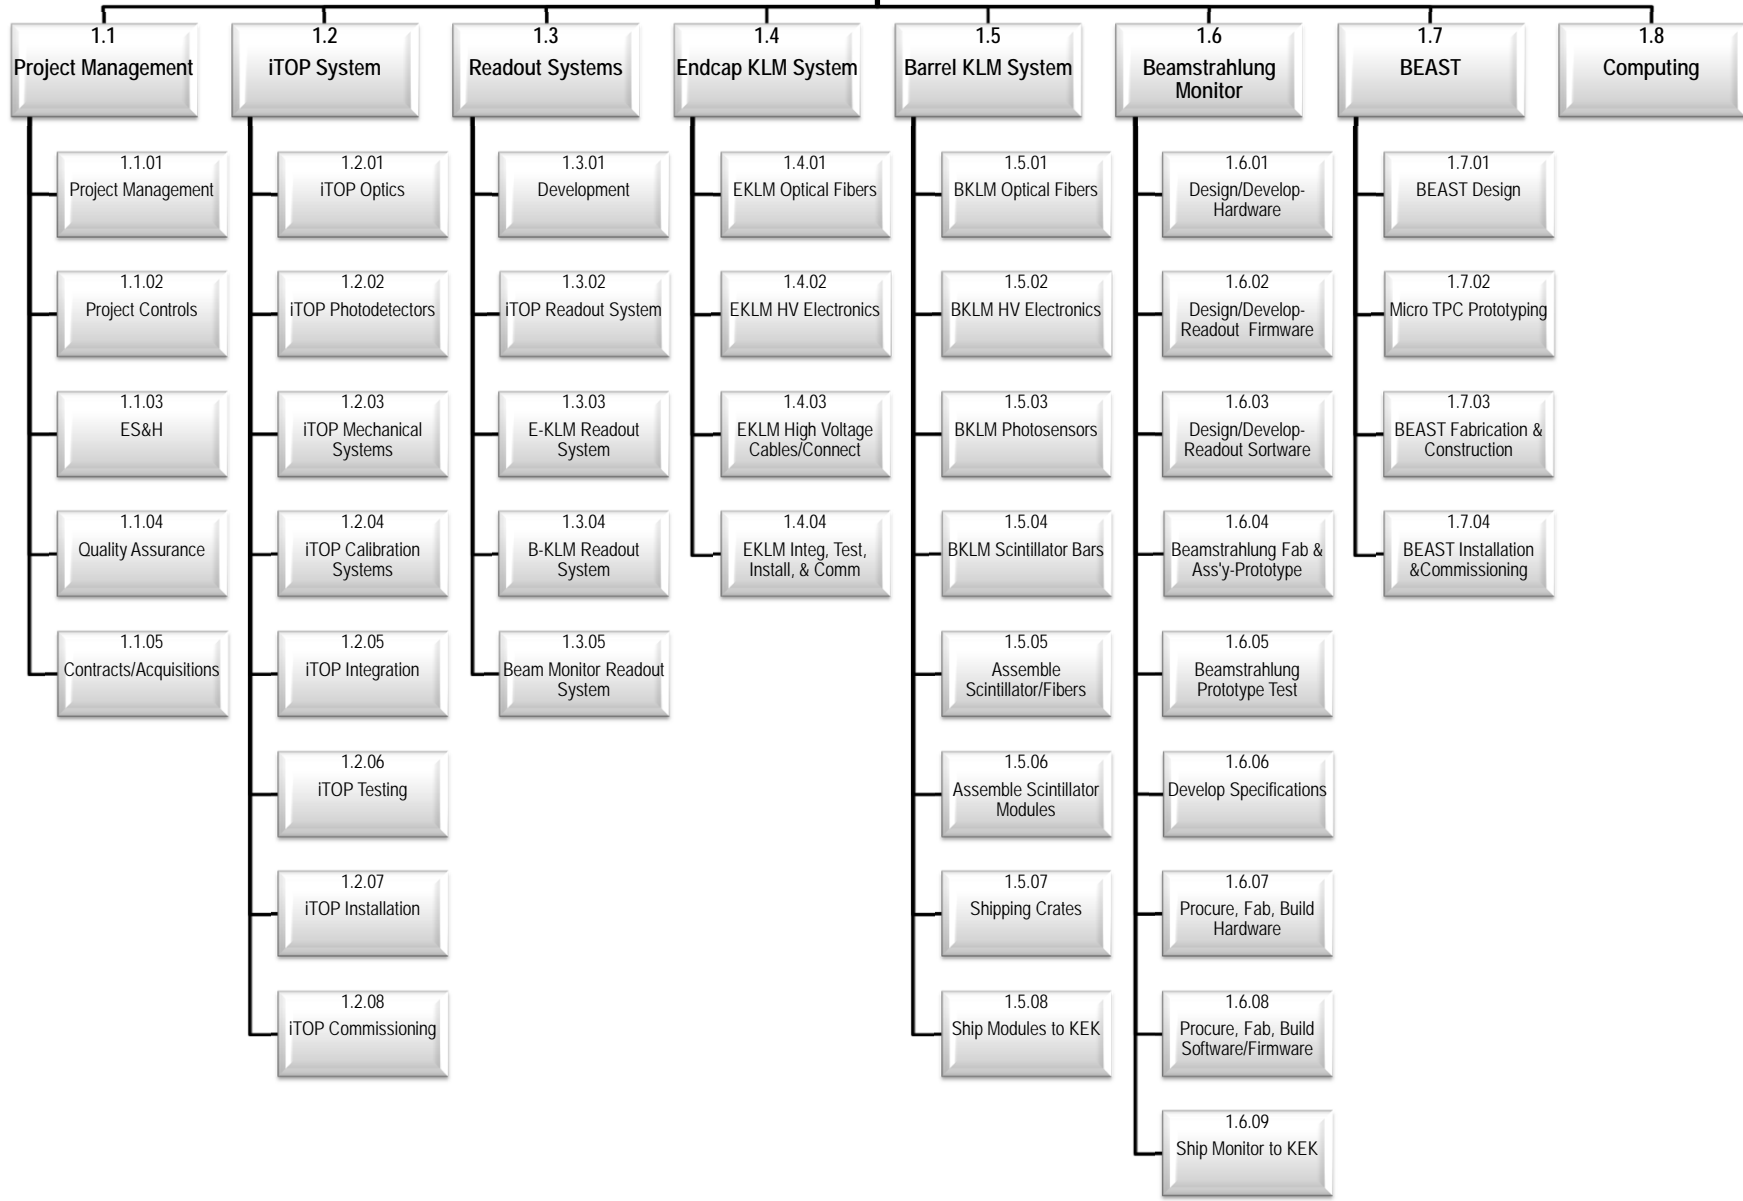 1.1
Project Management
1.2
iTOP System
1.3
Readout Systems
1.4
Endcap KLM System
1.5
Barrel KLM System
1.6
Beamstrahlung
Monitor
1.7
BEAST
1.8
Computing
1.1.01
Project Management
1.1.02
Project Controls
1.1.03
ES&H
1.1.04
Quality Assurance
1.1.05
Contracts/Acquisitions
1.2.01
iTOP Optics
1.2.02
iTOP Photodetectors
1.2.03
iTOP Mechanical
Systems
1.2.04
iTOP Calibration
Systems
1.2.05
iTOP Integration
1.2.06
iTOP Testing
1.2.07
iTOP Installation
1.2.08
iTOP Commissioning
1.3.01
Development
1.3.02
iTOP Readout System
1.3.03
E-KLM Readout
System
1.3.04
B-KLM Readout
System
1.3.05
Beam Monitor Readout
System
1.4.01
EKLM Optical Fibers
1.4.02
EKLM HV Electronics
1.4.03
EKLM High Voltage
Cables/Connect
1.4.04
EKLM Integ, Test,
Install, & Comm
1.5.01
BKLM Optical Fibers
1.5.02
BKLM HV Electronics
1.5.03
BKLM Photosensors
1.5.04
BKLM Scintillator Bars
1.5.05
Assemble
Scintillator/Fibers
1.5.06
Assemble Scintillator
Modules
1.5.07
Shipping Crates
1.5.08
Ship Modules to KEK
1.6.01
Design/Develop-
Hardware
1.6.02
Design/Develop-
Readout Firmware
1.6.03
Design/Develop-
Readout Sortware
1.6.04
Beamstrahlung Fab &
Ass'y-Prototype
1.6.05
Beamstrahlung
Prototype Test
1.6.06
Develop Specifications
1.6.07
Procure, Fab, Build
Hardware
1.6.08
Procure, Fab, Build
Software/Firmware
1.6.09
Ship Monitor to KEK
1.7.01
BEAST Design
1.7.02
Micro TPC Prototyping
1.7.03
BEAST Fabrication &
Construction
1.7.04
BEAST Installation
&Commissioning